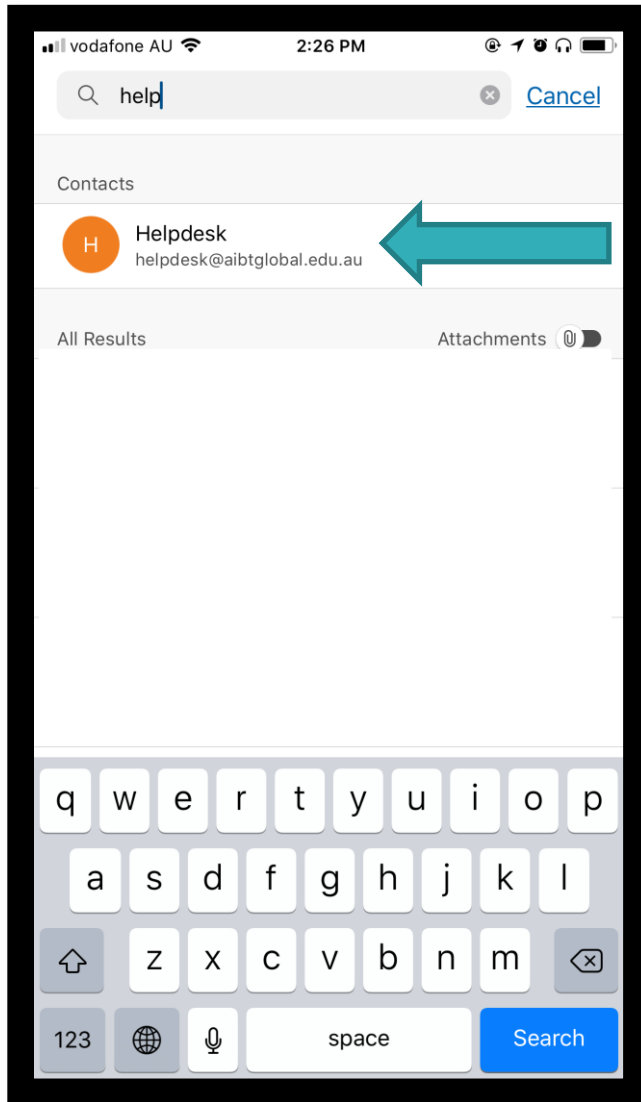 vodafone AU 2:26 PM
help Cancel
Contacts
H Helpdesk
helpdesk@aibtglobal.edu.au
All Results Attachments
q w e r t y u i o p
a s d f g h j k l
z x c v b n m
123 space Search